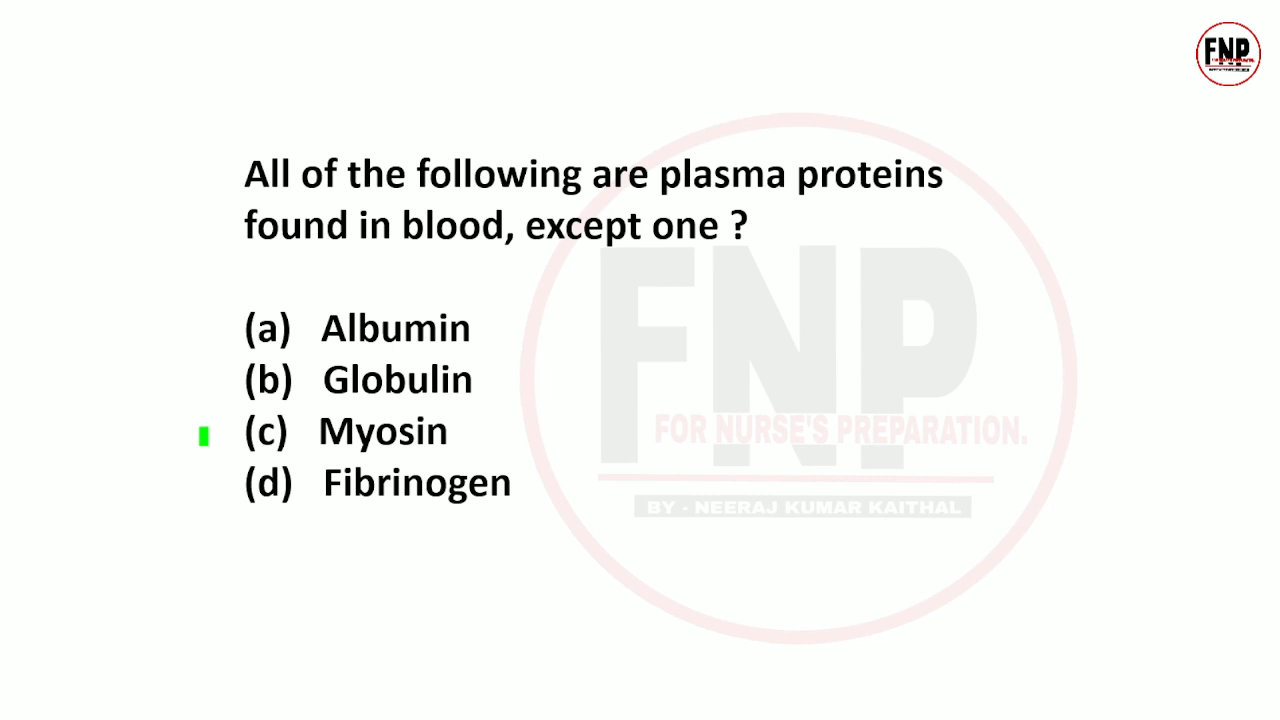 FNP
All of the following are plasma proteins
found in blood, except one ?
(a) Albumin
(b) Globulin
(c) Myosin
(d) Fibrinogen
FNP
FOR NURSE'S PREPARATION.
BY - NEERAJ KUMAR KAITHAL